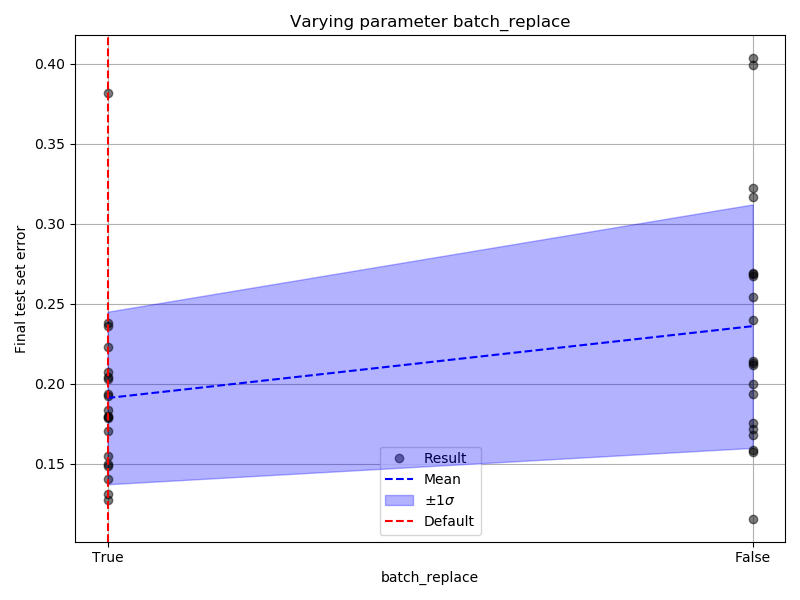 Varying parameter batch_replace
Final test set error
0.40
0.35
0.30
0.25
0.20
0.15
True
False
batch_replace
Result
Mean
±1σ
Default